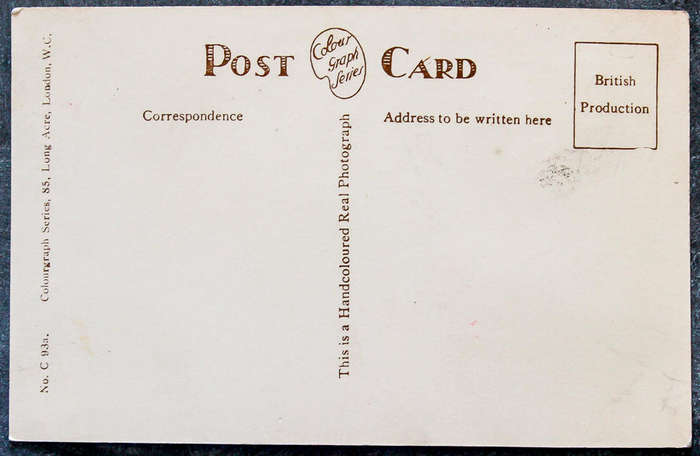 POST CARD
Colour
Graph
Series
British
Production
Correspondence
Address to be written here
This is a Handcoloured Real Photograph
No. C 93a. Colourgraph Series, 85, Long Acre, London, W.C.